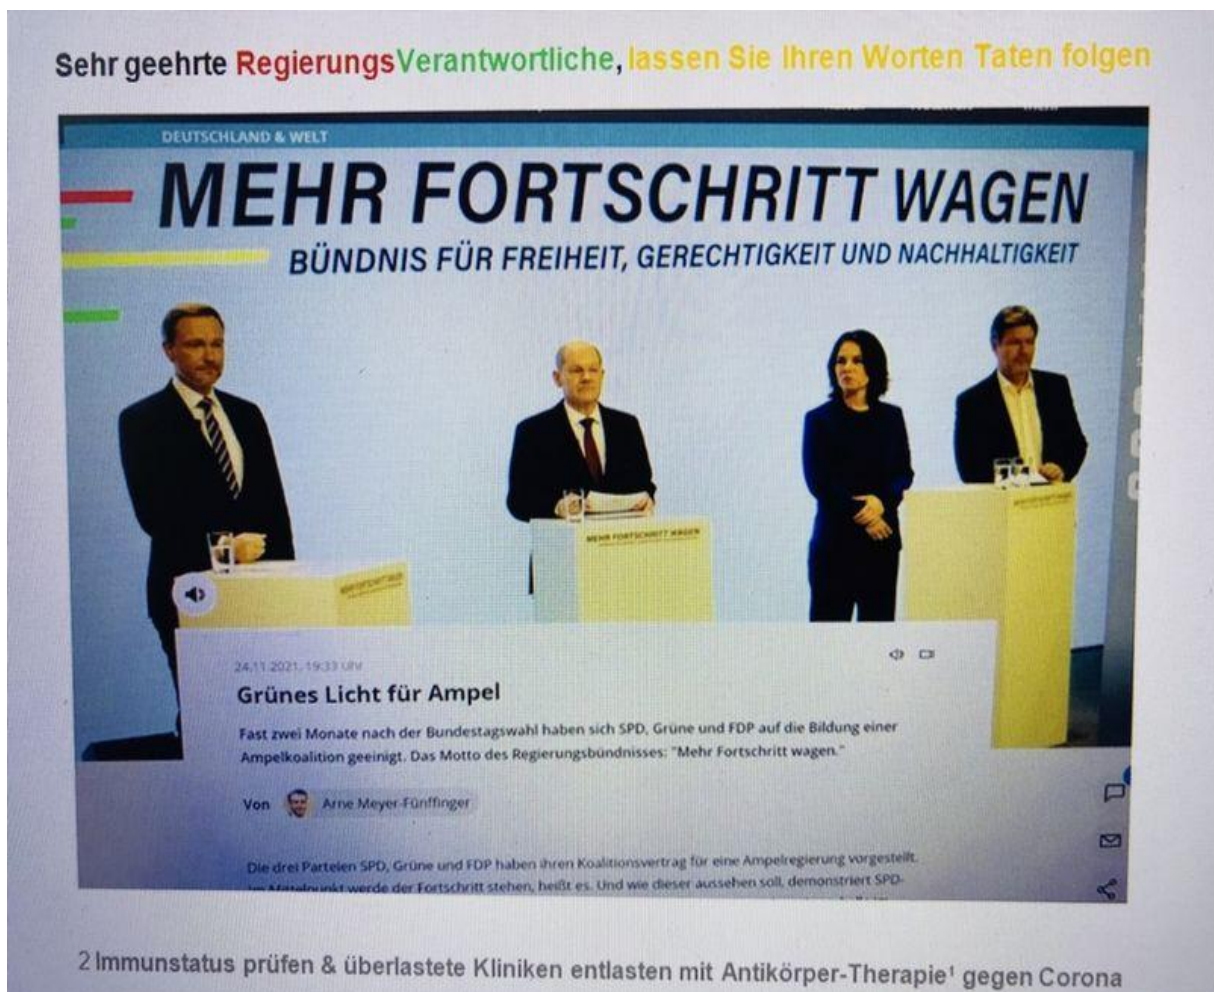 Sehr geehrte RegierungsVerantwortliche, lassen Sie Ihren Worten Taten folgen
DEUTSCHLAND & WELT
MEHR FORTSCHRITT WAGEN
BÜNDNIS FÜR FREIHEIT, GERECHTIGKEIT UND NACHHALTIGKEIT
MEHR FORTSCHRITT WAGEN
MEHR FORTSCHRITT WAGEN
24.11.2021, 19:33 Uhr
Grünes Licht für Ampel
Fast zwei Monate nach der Bundestagswahl haben sich SPD, Grüne und FDP auf die Bildung einer
Ampelkoalition geeinigt. Das Motto des Regierungsbündnisses: "Mehr Fortschritt wagen."
Von Arne Meyer-Fünffinger
Die drei Parteien SPD, Grüne und FDP haben ihren Koalitionsvertrag für eine Ampelregierung vorgestellt.
Im Mittelpunkt werde der Fortschritt stehen, heißt es. Und wie dieser aussehen soll, demonstriert SPD-
2 Immunstatus prüfen & überlastete Kliniken entlasten mit Antikörper-Therapie¹ gegen Corona